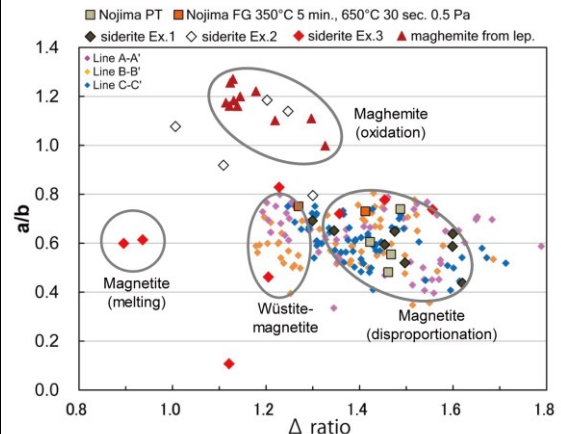 Nojima PT Nojima FG 350°C 5 min., 650°C 30 sec. 0.5 Pa
siderite Ex.1 siderite Ex.2 siderite Ex.3 maghemite from lep.
1.4
Line A-A'
Line B-B'
Line C-C'
1.2
Maghemite
(oxidation)
1.0
0.8
a/b
0.6
Magnetite
(melting)
Wüstite-
magnetite
Magnetite
(disproportionation)
0.4
0.2
0.0
0.8 1.0 1.2 1.4 1.6 1.8
Δ ratio